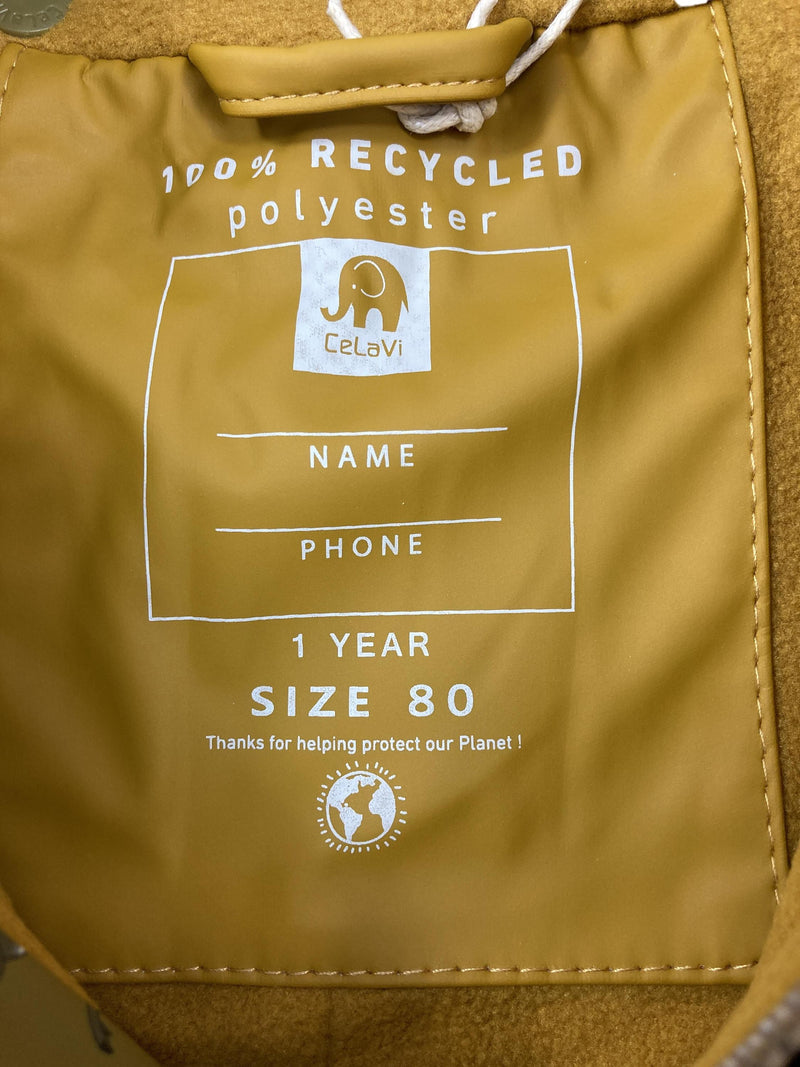 100% RECYCLED
polyester
CeLaVi
NAME
PHONE
1 YEAR
SIZE 80
Thanks for helping protect our Planet !